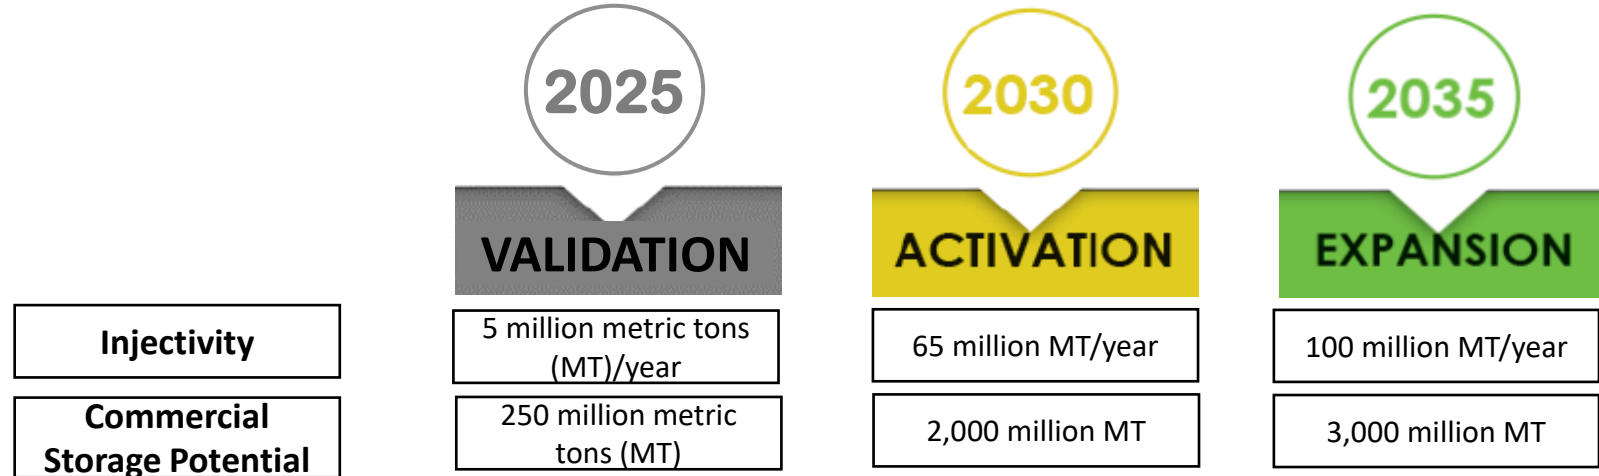 2025
2030
2035
VALIDATION
ACTIVATION
EXPANSION
Injectivity
5 million metric tons
(MT)/year
65 million MT/year
100 million MT/year
Commercial
Storage Potential
250 million metric
tons (MT)
2,000 million MT
3,000 million MT